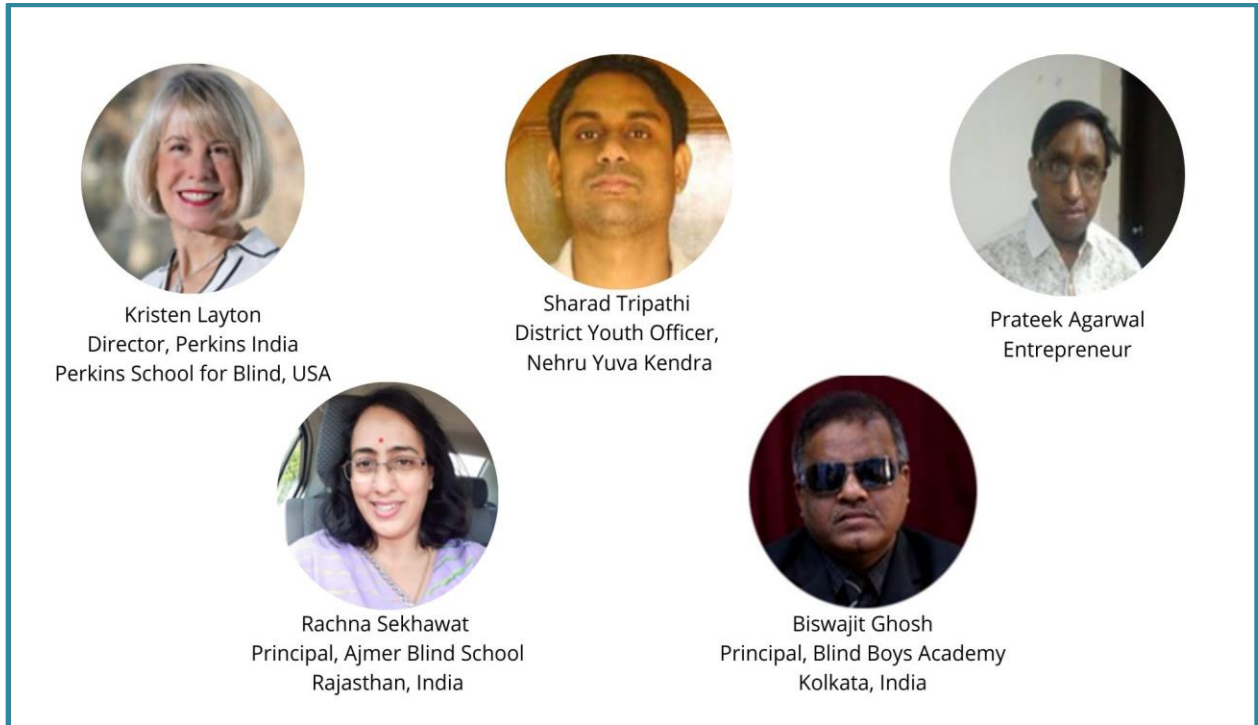 Kristen Layton
Director, Perkins India
Perkins School for Blind, USA
Sharad Tripathi
District Youth Officer,
Nehru Yuva Kendra
Prateek Agarwal
Entrepreneur
Rachna Sekhawat
Principal, Ajmer Blind School
Rajasthan, India
Biswajit Ghosh
Principal, Blind Boys Academy
Kolkata, India